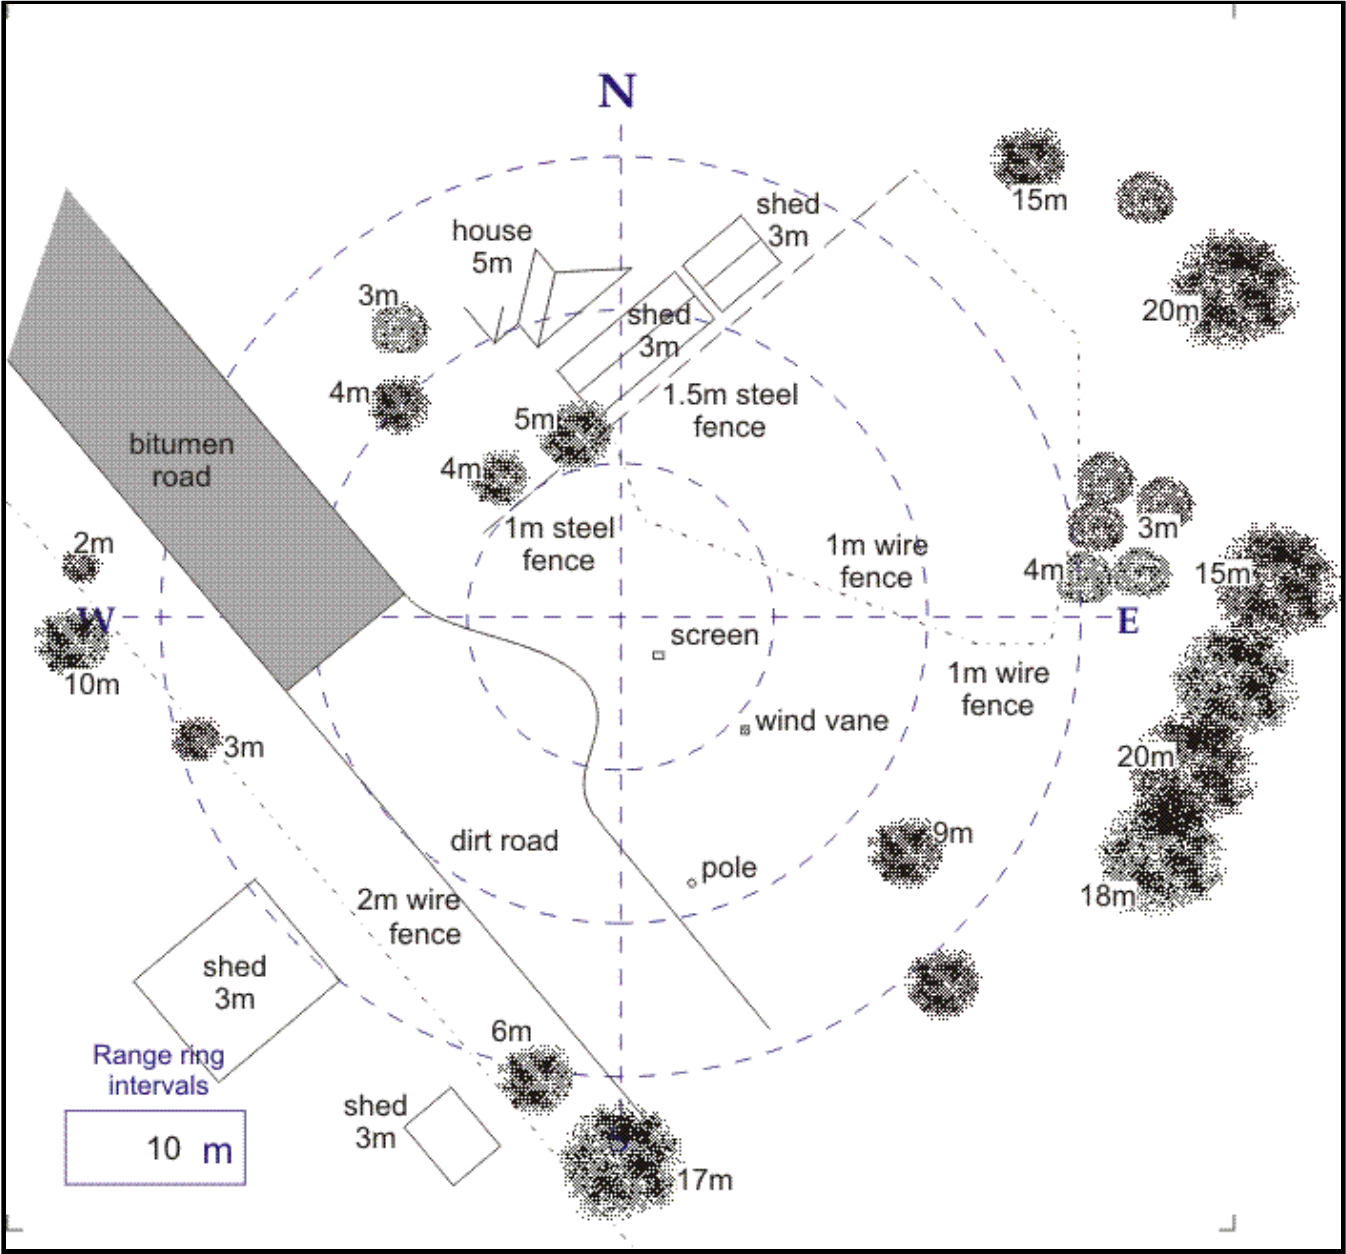 N
shed
3m
15m
house
5m
3m
20m
shed
3m
4m
1.5m steel
fence
5m
bitumen
road
4m
1m steel
fence
1m wire
fence
3m
2m
4m
15m
W
E
screen
10m
1m wire
fence
wind vane
3m
20m
dirt road
9m
pole
18m
2m wire
fence
shed
3m
6m
Range ring
intervals
10 m
shed
3m
S
17m